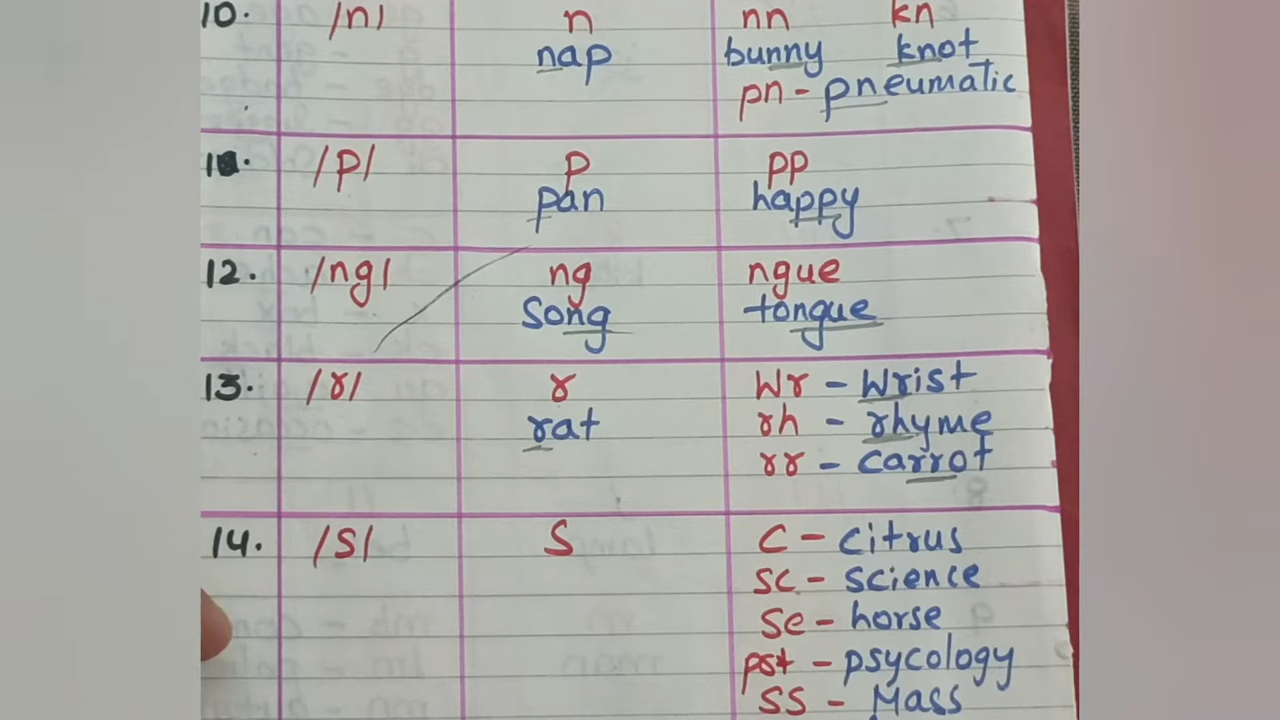 10. /n/ n nn kn
nap bunny knot
pn - pneumatic
11. /p/ p pp
pan happy
12. /ng/ ng ngue
Song tongue
13. /r/ r wr - wrist
rat rh - rhyme
rr - carrot
14. /S/ S C - citrus
sc - science
Se - horse
pst - psycology
SS - Mass